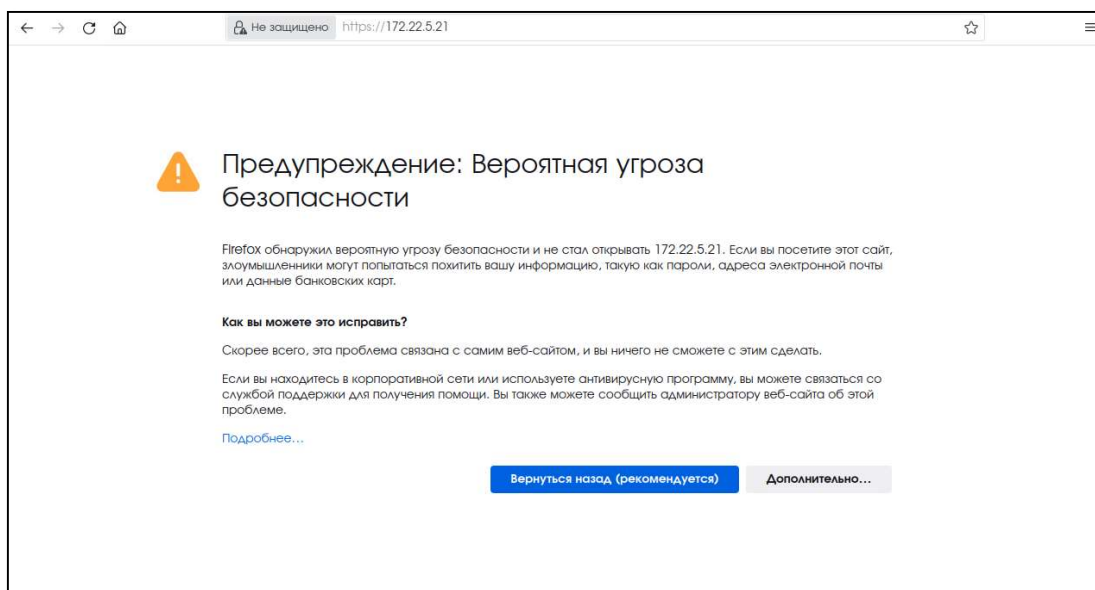 Не защищено https://172.22.5.21
Предупреждение: Вероятная угроза
безопасности
Firefox обнаружил вероятную угрозу безопасности и не стал открывать 172.22.5.21. Если вы посетите этот сайт,
злоумышленники могут попытаться похитить вашу информацию, такую как пароли, адреса электронной почты
или данные банковских карт.
Как вы можете это исправить?
Скорее всего, эта проблема связана с самим веб-сайтом, и вы ничего не сможете с этим сделать.
Если вы находитесь в корпоративной сети или используете антивирусную программу, вы можете связаться со
службой поддержки для получения помощи. Вы также можете сообщить администратору веб-сайта об этой
проблеме.
Подробнее...
Вернуться назад (рекомендуется) Дополнительно...